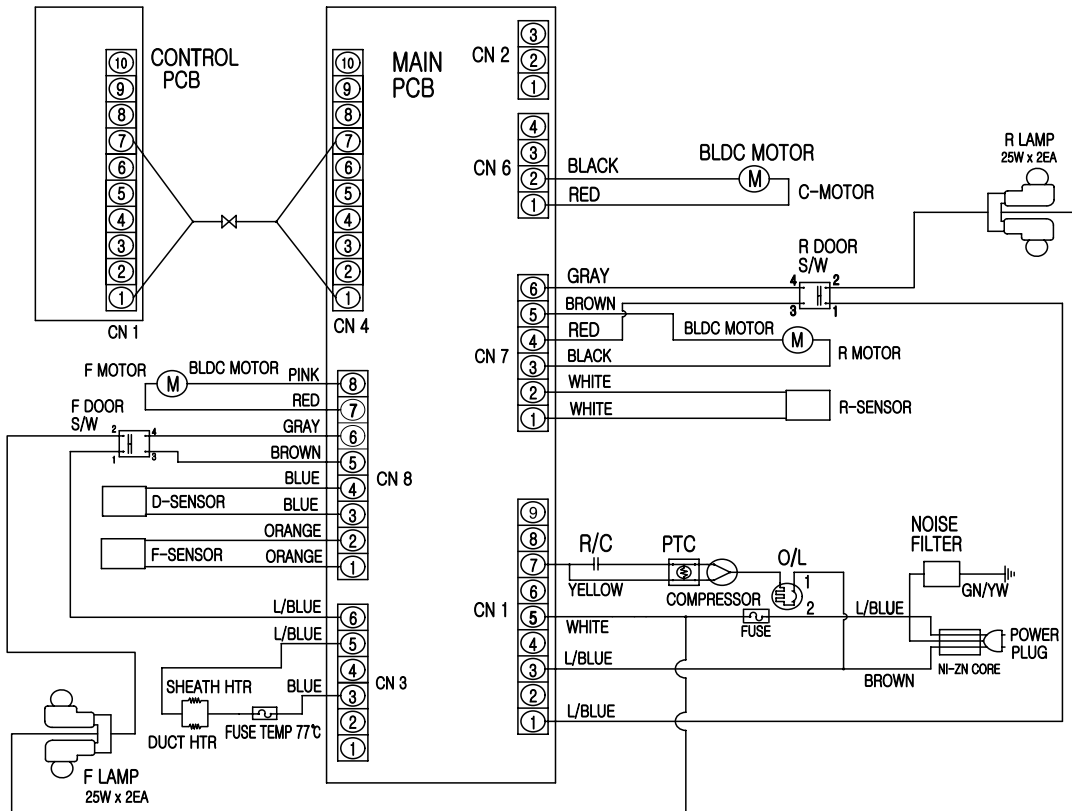 CONTROL
PCB
10
9
8
7
6
5
4
3
2
1
CN 1
MAIN
PCB
10
9
8
7
6
5
4
3
2
1
CN 4
CN 2
3
2
1
CN 6
4
3
2
1
BLACK
RED
BLDC MOTOR
M
C-MOTOR
R LAMP
25W x 2EA
R DOOR
S/W
4
2
3
1
CN 7
6
5
4
3
2
1
GRAY
BROWN
RED
BLACK
WHITE
WHITE
BLDC MOTOR
M
R MOTOR
R-SENSOR
F MOTOR
M
BLDC MOTOR
PINK
RED
F DOOR
S/W
2
4
1
3
GRAY
BROWN
BLUE
BLUE
ORANGE
ORANGE
D-SENSOR
F-SENSOR
8
7
6
5
4
3
2
1
CN 8
L/BLUE
L/BLUE
BLUE
6
5
4
3
2
1
CN 3
SHEATH HTR
DUCT HTR
FUSE TEMP 77℃
F LAMP
25W x 2EA
CN 1
9
8
7
6
5
4
3
2
1
R/C
PTC
O/L
1
2
YELLOW
COMPRESSOR
WHITE
FUSE
L/BLUE
L/BLUE
BROWN
L/BLUE
NOISE
FILTER
GN/YW
POWER
PLUG
NI-ZN CORE